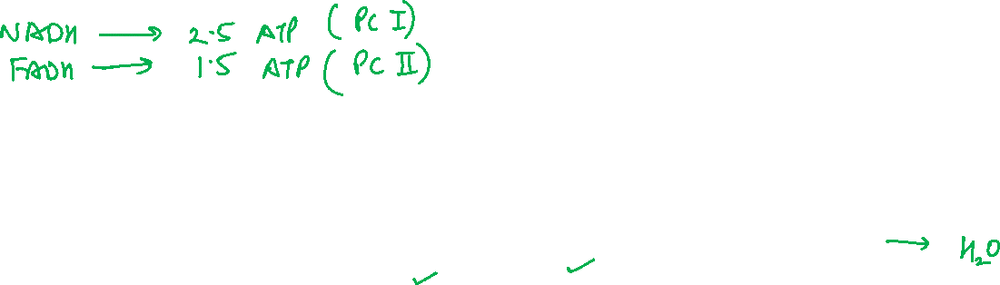 NADH → 2.5 ATP (PC I)
FADH → 1.5 ATP (PC II)
→ H₂O
✓ ✓